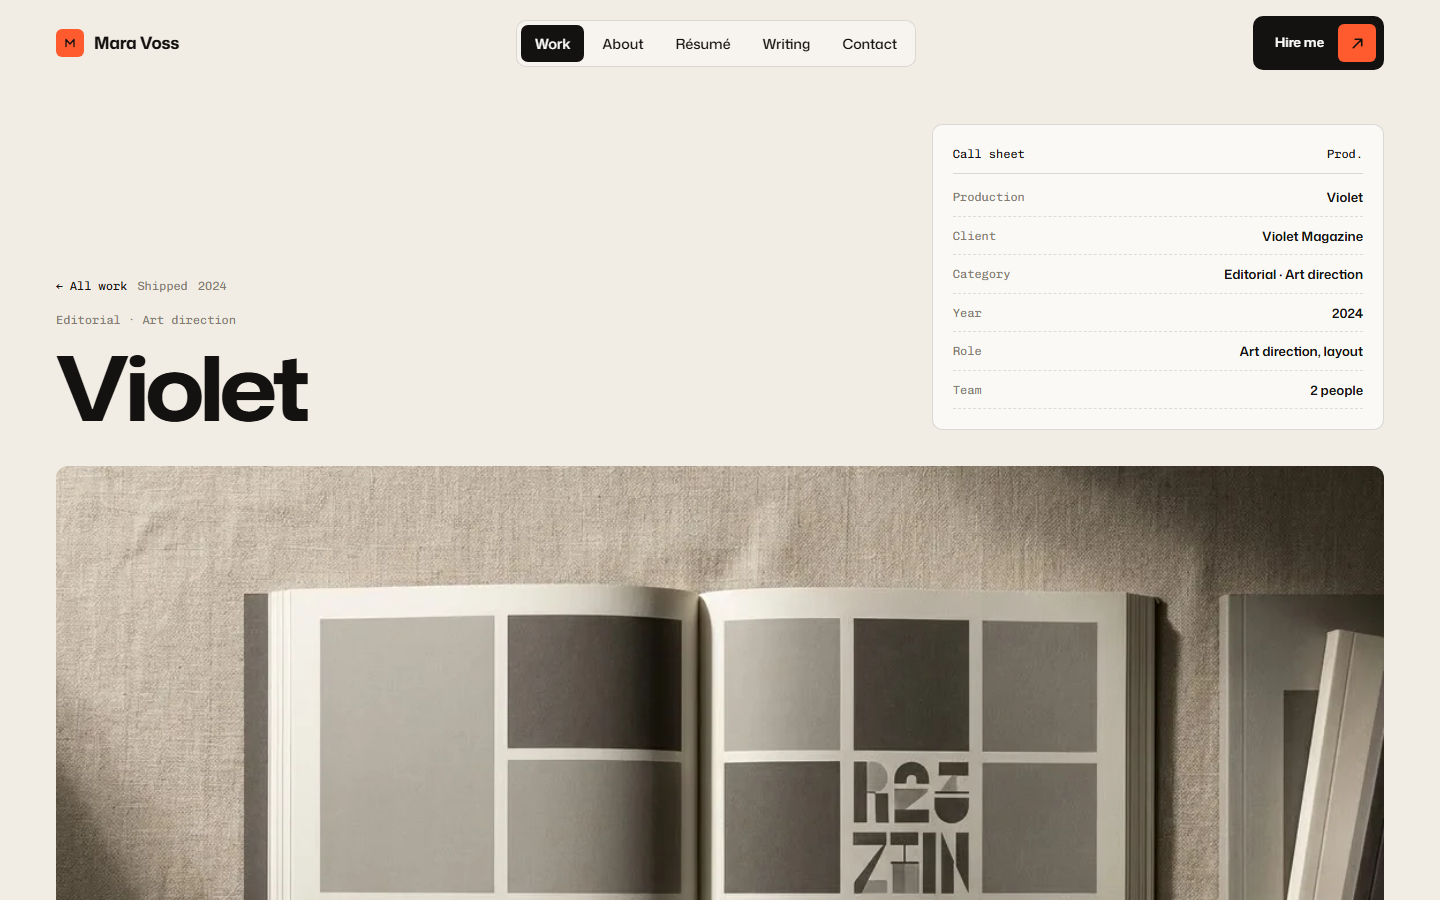 M Mara Voss
Work About Résumé Writing Contact
Hire me
Call sheet Prod.
Production Violet
Client Violet Magazine
Category Editorial · Art direction
Year 2024
Role Art direction, layout
Team 2 people
← All work Shipped 2024
Editorial · Art direction
Violet